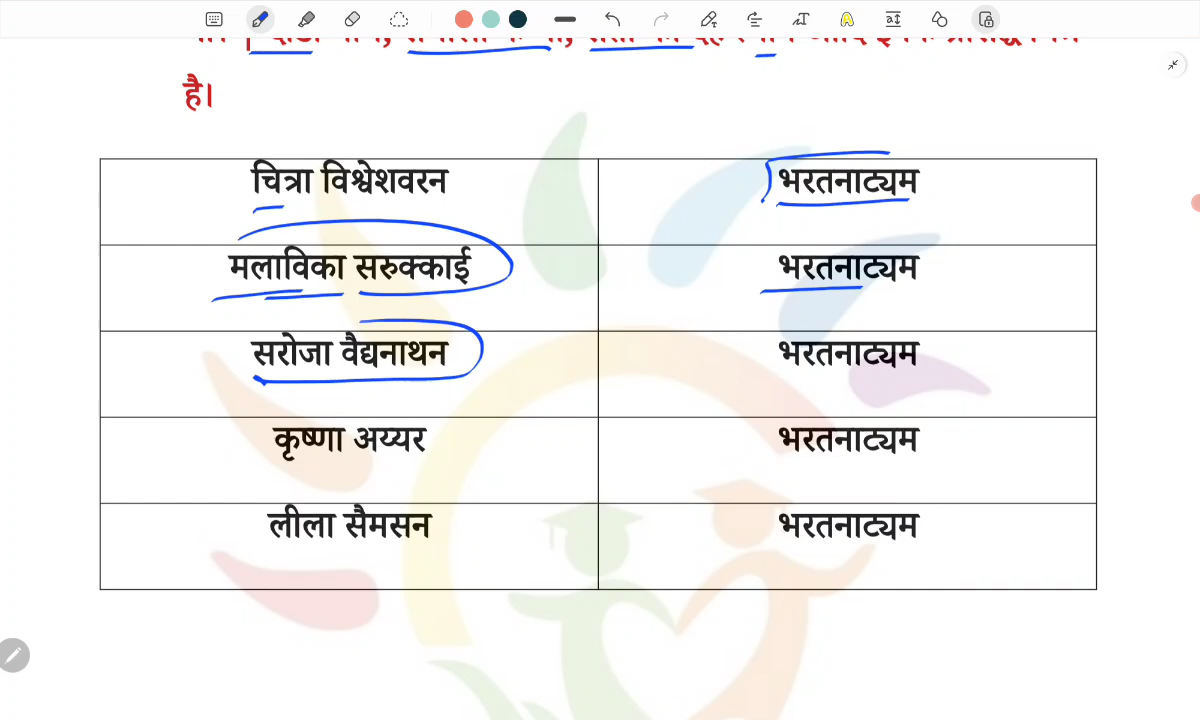 है।
चित्रा विश्वेशवरन भरतनाट्यम
मलाविका सरुक्काई भरतनाट्यम
सरोजा वैद्यनाथन भरतनाट्यम
कृष्णा अय्यर भरतनाट्यम
लीला सैमसन भरतनाट्यम